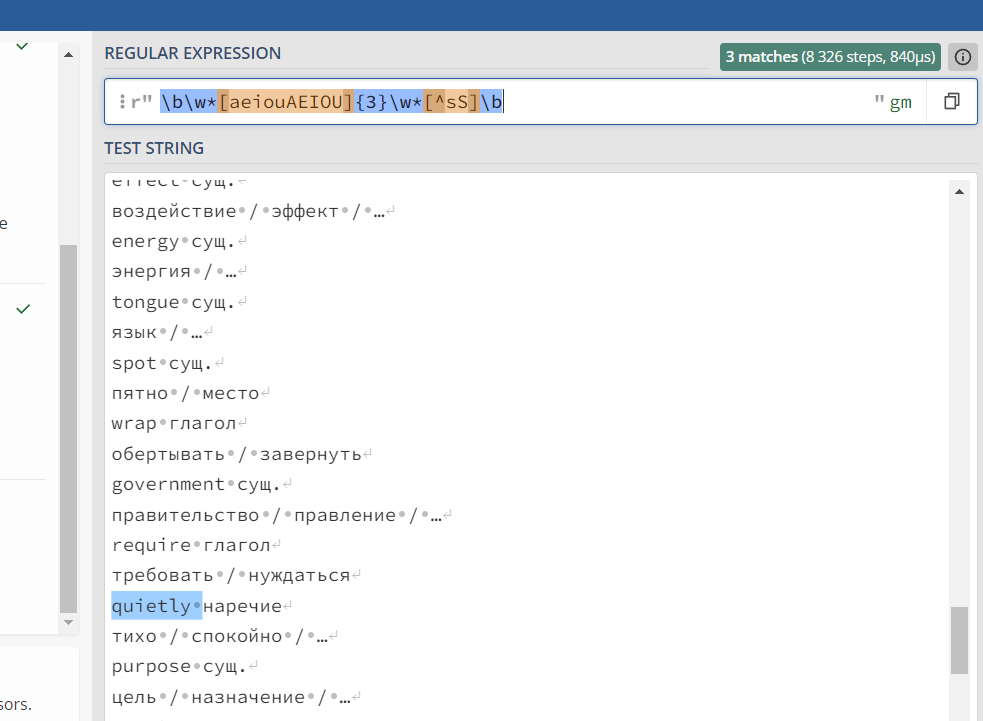 REGULAR EXPRESSION
3 matches (8 326 steps, 840μs)
r" \b\w*[aeiouAEIOU]{3}\w*[^sS]\b " gm
TEST STRING
effect сущ.
воздействие / эффект / …
e
energy сущ.
энергия / …
tongue сущ.
язык / …
spot сущ.
пятно / место
wrap глагол
обертывать / завернуть
government сущ.
правительство / правление / …
require глагол
требовать / нуждаться
quietly наречие
тихо / спокойно / …
purpose сущ.
цель / назначение / …
sors.